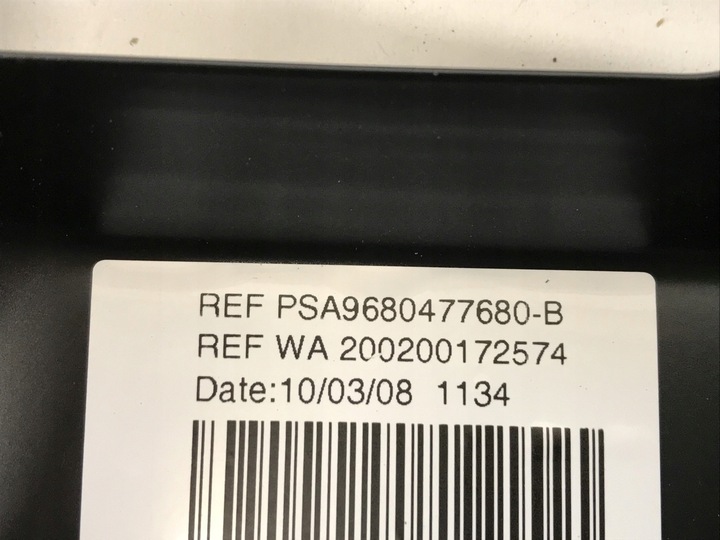 REF PSA9680477680-B
REF WA 200200172574
Date:10/03/08 1134